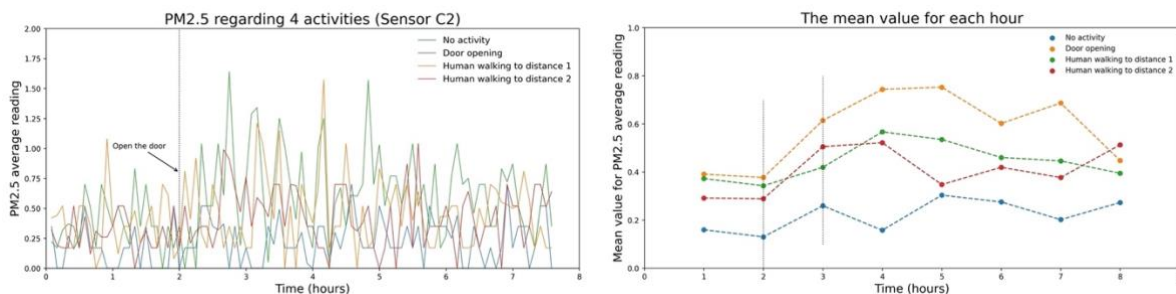 PM2.5 regarding 4 activities (Sensor C2)
2.00
1.75
1.50
1.25
1.00
0.75
0.50
0.25
0.00
PM2.5 average reading
No activity
Door opening
Human walking to distance 1
Human walking to distance 2
Open the door
0 1 2 3 4 5 6 7 8
Time (hours)
The mean value for each hour
1.0
0.8
0.6
0.4
0.2
0.0
Mean value for PM2.5 average reading
No activity
Door opening
Human walking to distance 1
Human walking to distance 2
0 1 2 3 4 5 6 7 8
Time (hours)